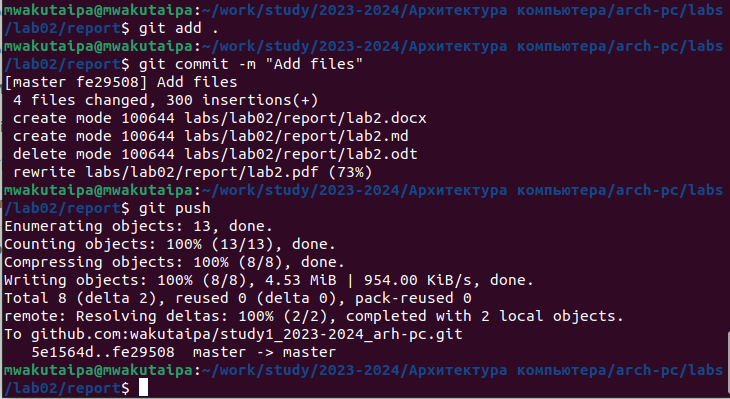 mwakutaipa@mwakutaipa:~/work/study/2023-2024/Архитектура компьютера/arch-pc/labs
/lab02/report$ git add .
mwakutaipa@mwakutaipa:~/work/study/2023-2024/Архитектура компьютера/arch-pc/labs
/lab02/report$ git commit -m "Add files"
[master fe29508] Add files
 4 files changed, 300 insertions(+)
 create mode 100644 labs/lab02/report/lab2.docx
 create mode 100644 labs/lab02/report/lab2.md
 delete mode 100644 labs/lab02/report/lab2.odt
 rewrite labs/lab02/report/lab2.pdf (73%)
mwakutaipa@mwakutaipa:~/work/study/2023-2024/Архитектура компьютера/arch-pc/labs
/lab02/report$ git push
Enumerating objects: 13, done.
Counting objects: 100% (13/13), done.
Compressing objects: 100% (8/8), done.
Writing objects: 100% (8/8), 4.53 MiB | 954.00 KiB/s, done.
Total 8 (delta 2), reused 0 (delta 0), pack-reused 0
remote: Resolving deltas: 100% (2/2), completed with 2 local objects.
To github.com:wakutaipa/study1_2023-2024_arh-pc.git
   5e1564d..fe29508  master -> master
mwakutaipa@mwakutaipa:~/work/study/2023-2024/Архитектура компьютера/arch-pc/labs
/lab02/report$